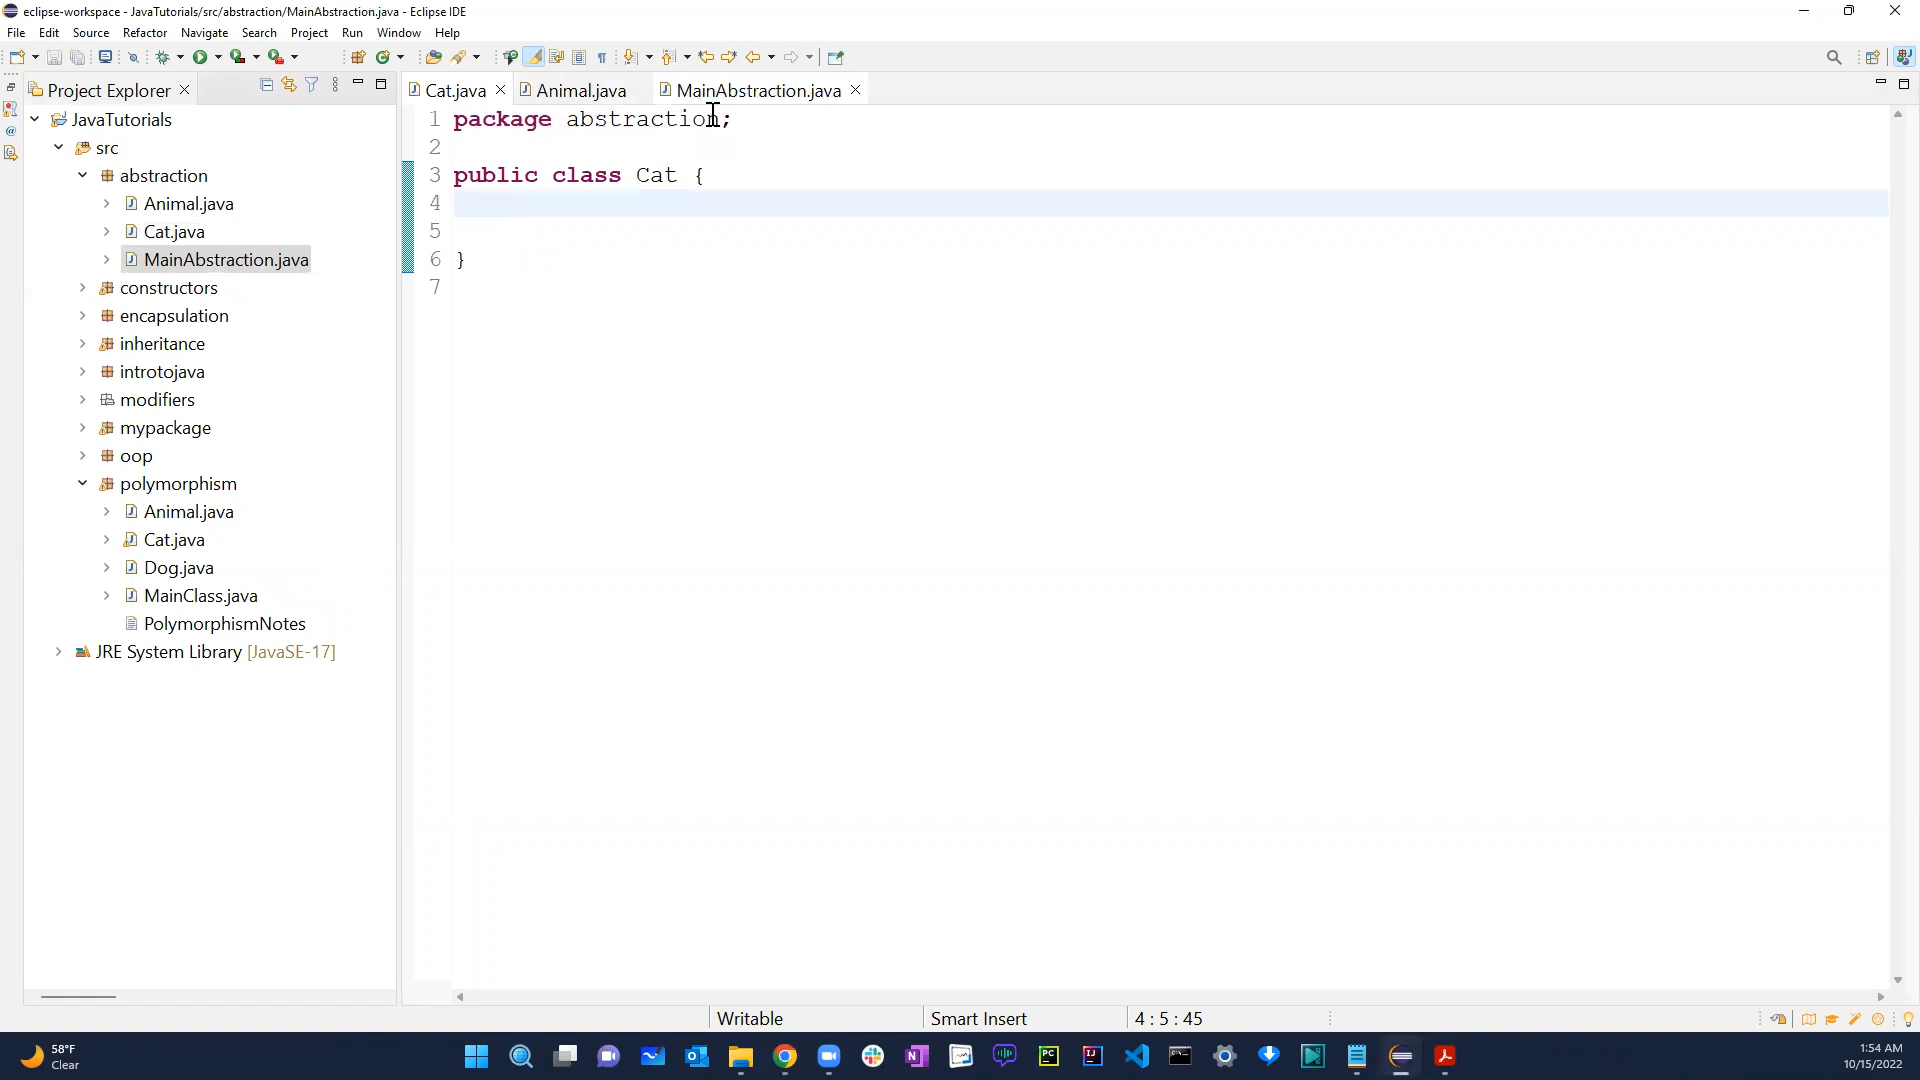 eclipse-workspace - JavaTutorials/src/abstraction/MainAbstraction.java - Eclipse IDE
File Edit Source Refactor Navigate Search Project Run Window Help
Project Explorer
Cat.java Animal.java MainAbstraction.java
JavaTutorials
src
abstraction
Animal.java
Cat.java
MainAbstraction.java
constructors
encapsulation
inheritance
introtojava
modifiers
mypackage
oop
polymorphism
Animal.java
Cat.java
Dog.java
MainClass.java
PolymorphismNotes
JRE System Library [JavaSE-17]
1 package abstraction;
2
3 public class Cat {
4
5
6 }
7
Writable Smart Insert 4 : 5 : 45
58°F
Clear
1:54 AM
10/15/2022